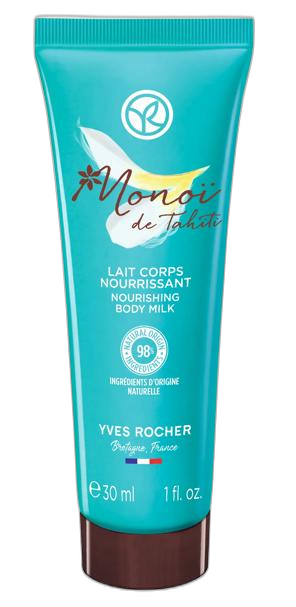 YR
Monoï
de Tahiti
LAIT CORPS
NOURRISSANT
NOURISHING
BODY MILK
NATURAL ORIGIN
98%
INGREDIENTS
INGRÉDIENTS D'ORIGINE
NATURELLE
YVES ROCHER
Bretagne, France
℮30 ml 1 fl. oz.